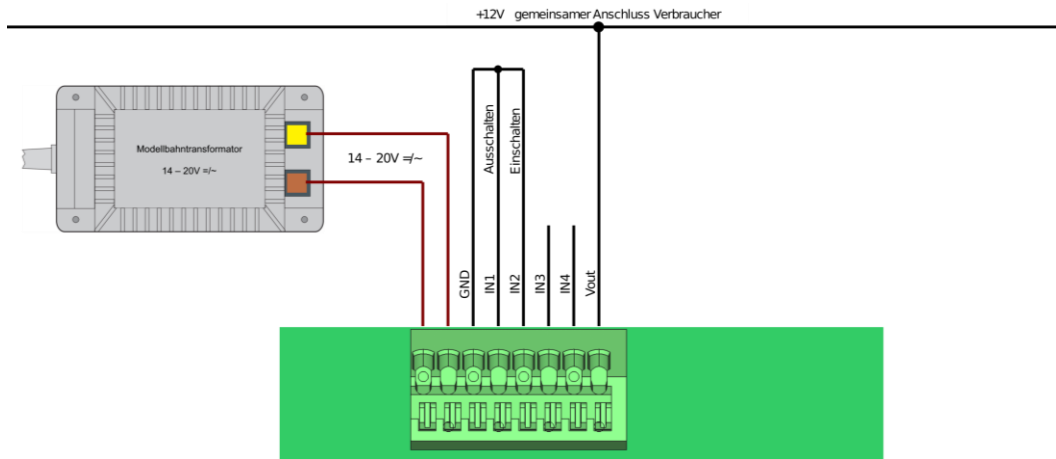 +12V gemeinsamer Anschluss Verbraucher
Modellbahntransformator
14 – 20V =/~
14 – 20V =/~
Ausschalten
Einschalten
GND
IN1
IN2
IN3
IN4
Vout